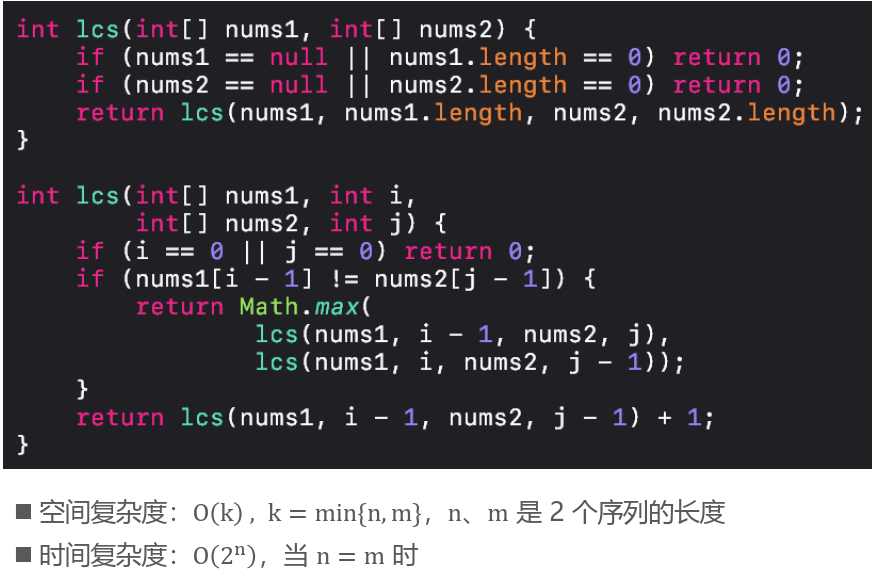 int lcs(int[] nums1, int[] nums2) {
    if (nums1 == null || nums1.length == 0) return 0;
    if (nums2 == null || nums2.length == 0) return 0;
    return lcs(nums1, nums1.length, nums2, nums2.length);
}
int lcs(int[] nums1, int i,
        int[] nums2, int j) {
    if (i == 0 || j == 0) return 0;
    if (nums1[i - 1] != nums2[j - 1]) {
        return Math.max(
                lcs(nums1, i - 1, nums2, j),
                lcs(nums1, i, nums2, j - 1));
    }
    return lcs(nums1, i - 1, nums2, j - 1) + 1;
}
■ 空间复杂度：O(k) , k = min{n, m}，n、m 是 2 个序列的长度
■ 时间复杂度：O(2ⁿ)，当 n = m 时